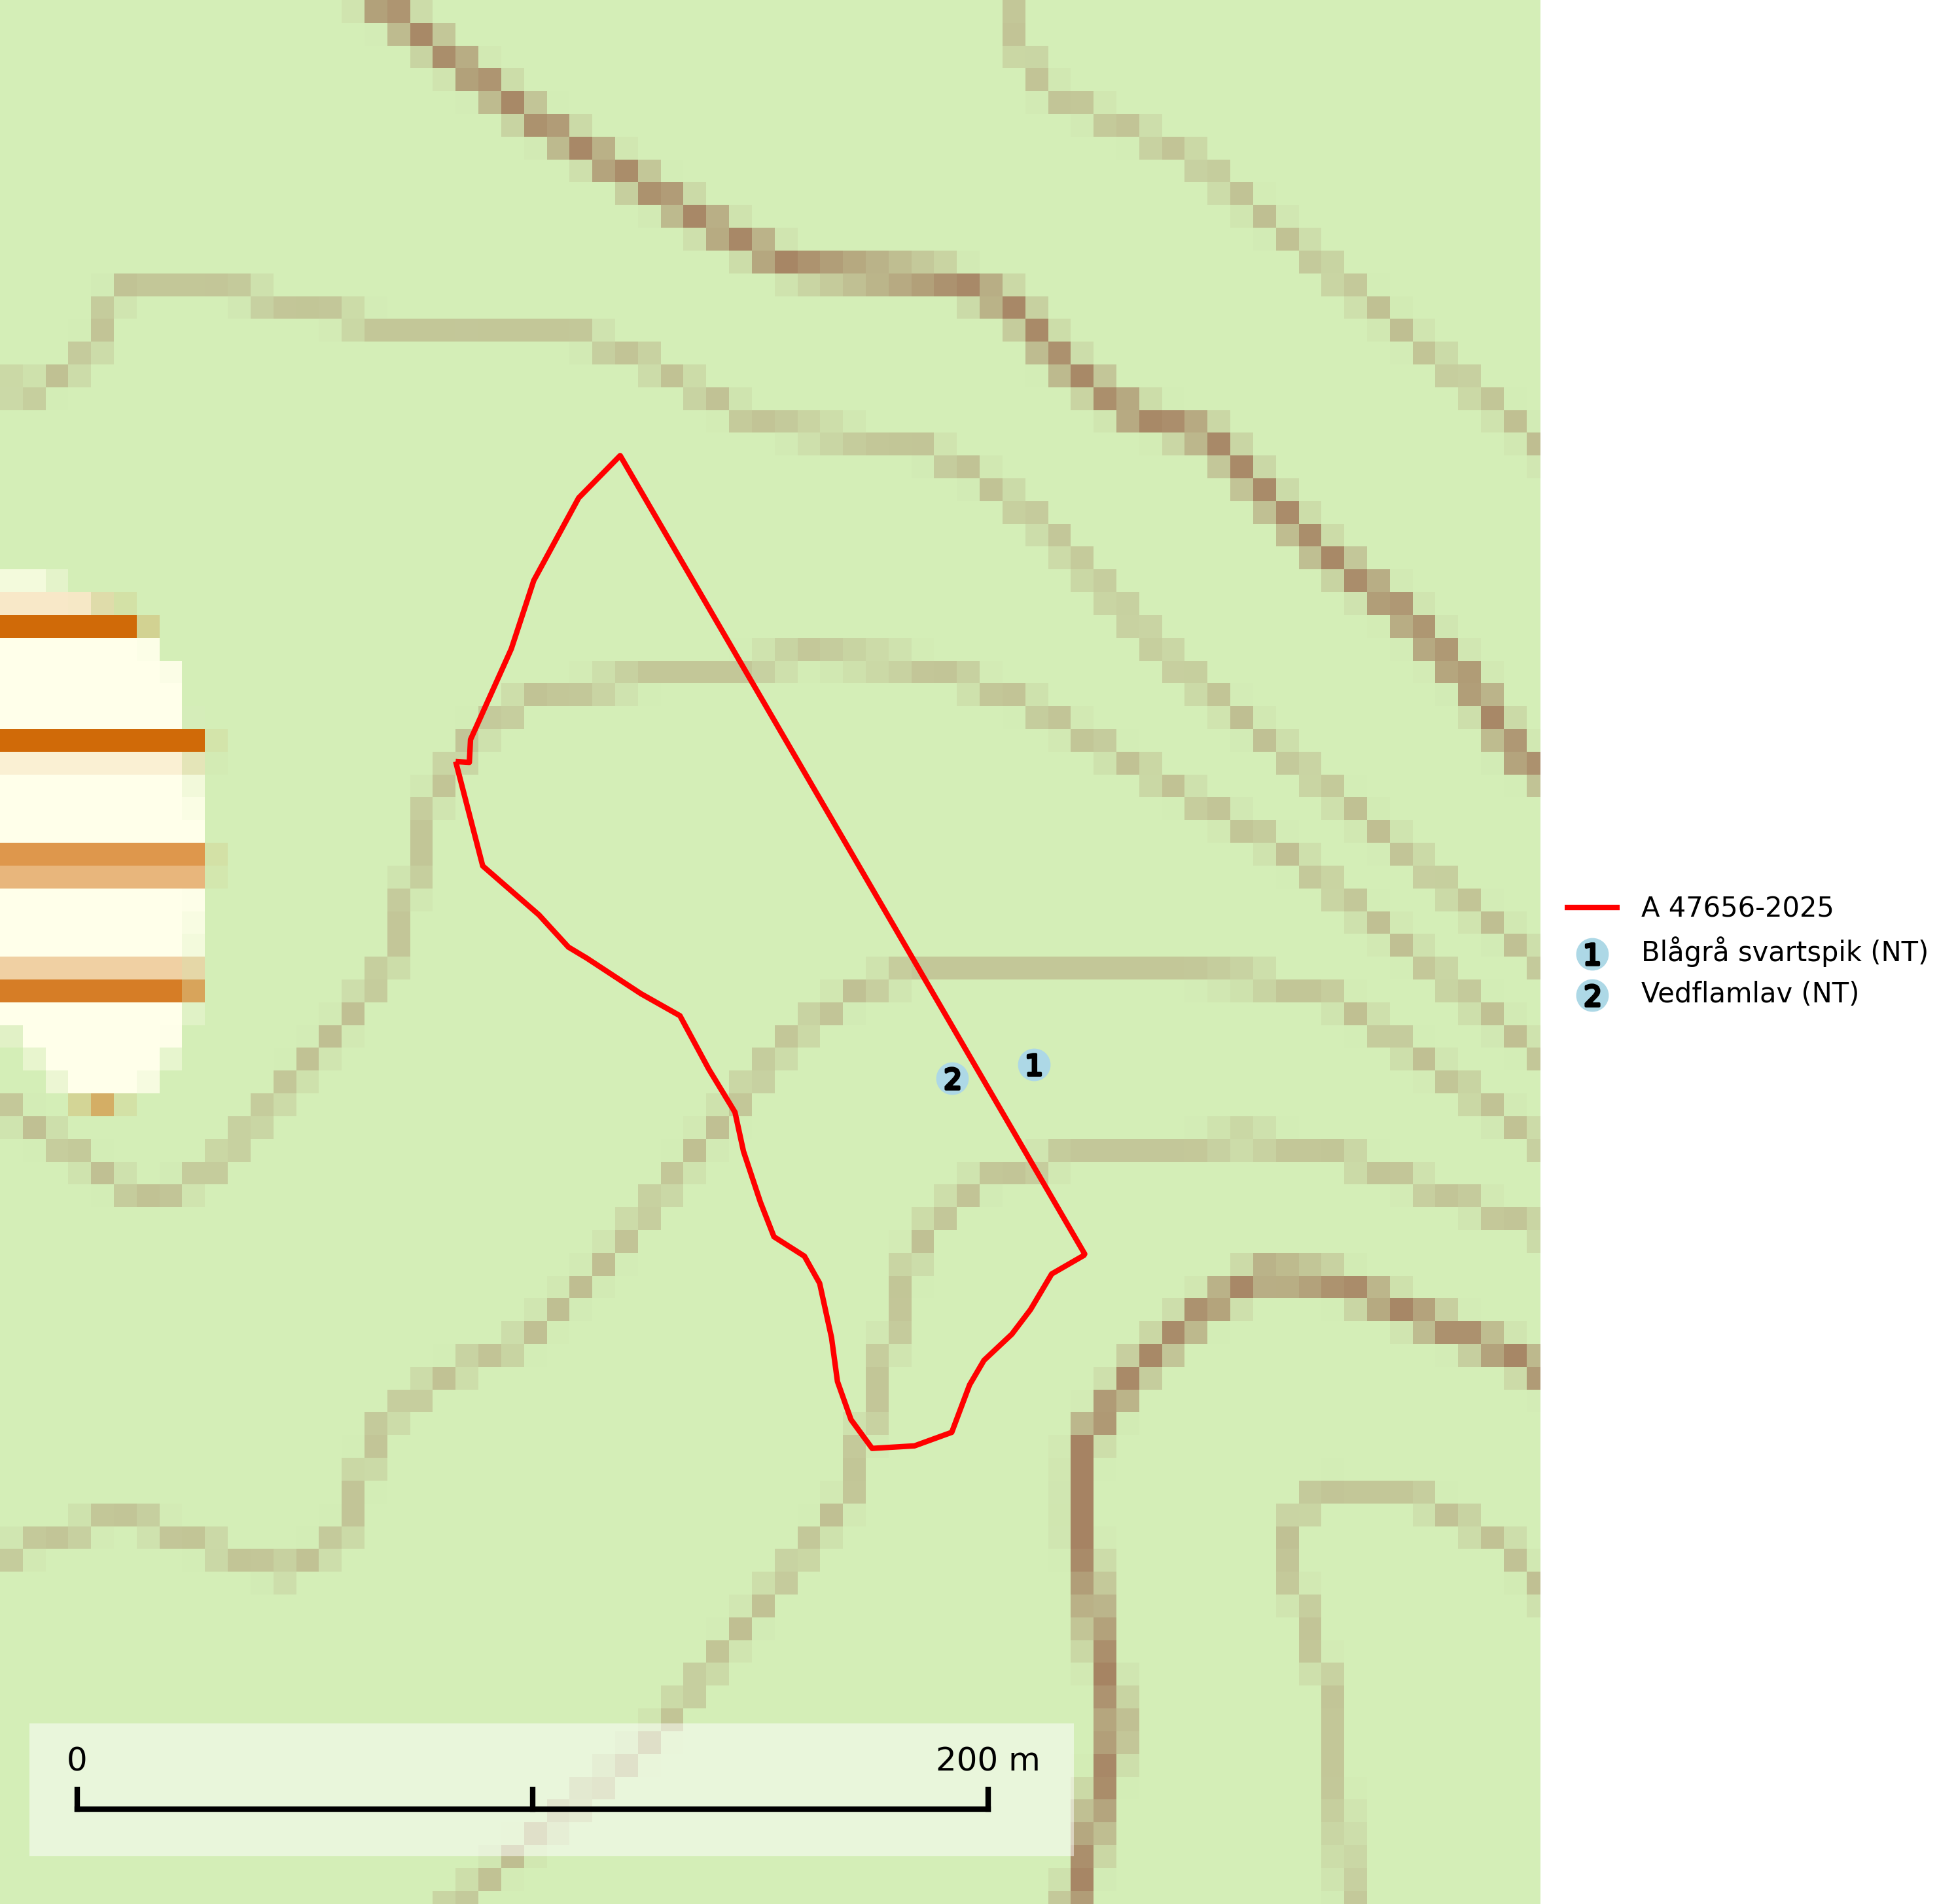 2
1
A 47656-2025
1 Blågrå svartspik (NT)
2 Vedflamlav (NT)
0 200 m